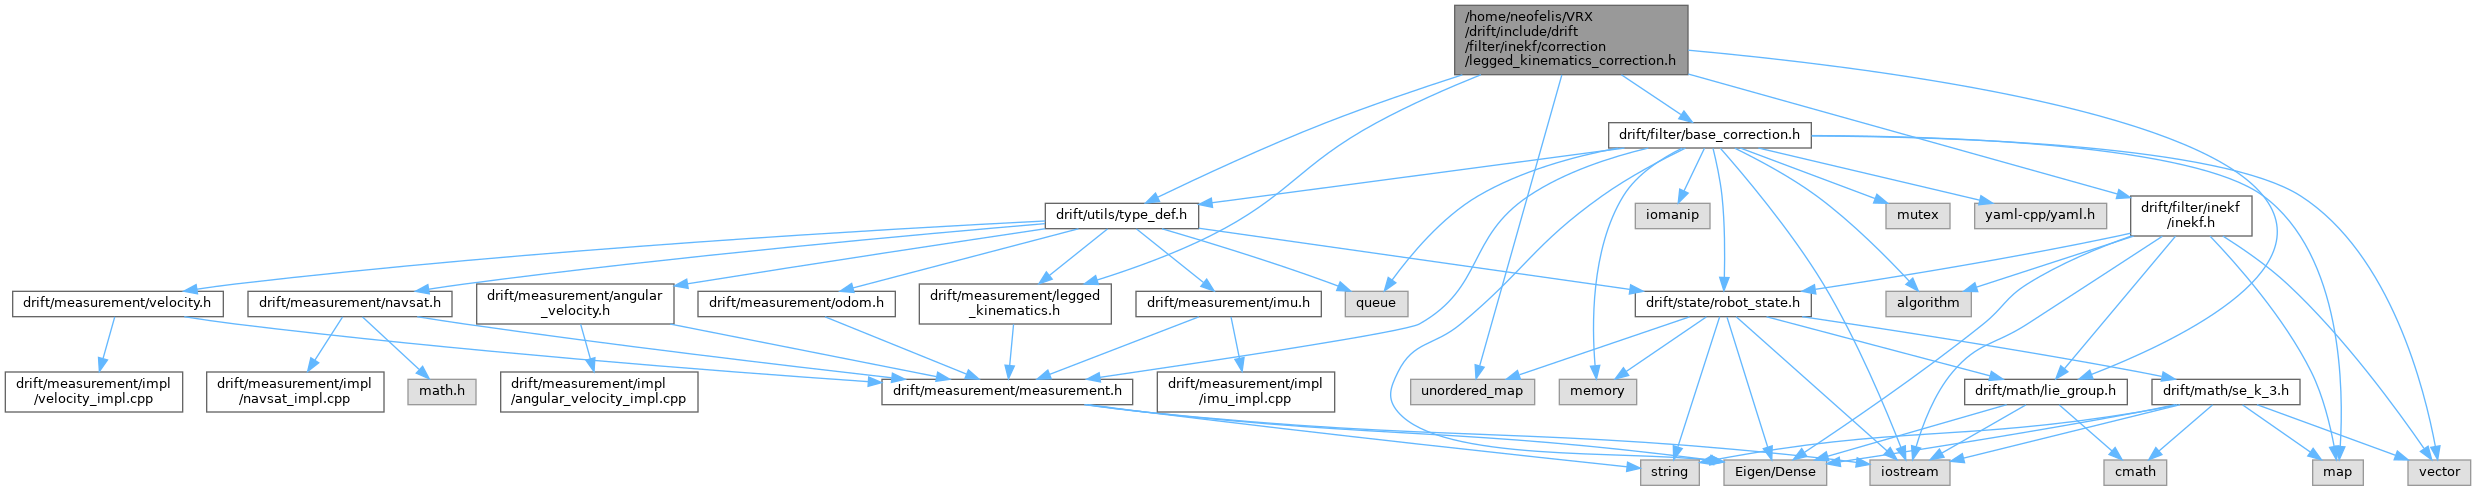 /home/neofelis/VRX
/drift/include/drift
/filter/inekf/correction
/legged_kinematics_correction.h
drift/filter/base_correction.h
drift/utils/type_def.h
iomanip
mutex
yaml-cpp/yaml.h
drift/filter/inekf
/inekf.h
drift/measurement/velocity.h
drift/measurement/navsat.h
drift/measurement/angular
_velocity.h
drift/measurement/odom.h
drift/measurement/legged
_kinematics.h
drift/measurement/imu.h
queue
drift/state/robot_state.h
algorithm
drift/measurement/impl
/velocity_impl.cpp
drift/measurement/impl
/navsat_impl.cpp
math.h
drift/measurement/impl
/angular_velocity_impl.cpp
drift/measurement/measurement.h
drift/measurement/impl
/imu_impl.cpp
unordered_map
memory
drift/math/lie_group.h
drift/math/se_k_3.h
string
Eigen/Dense
iostream
cmath
map
vector